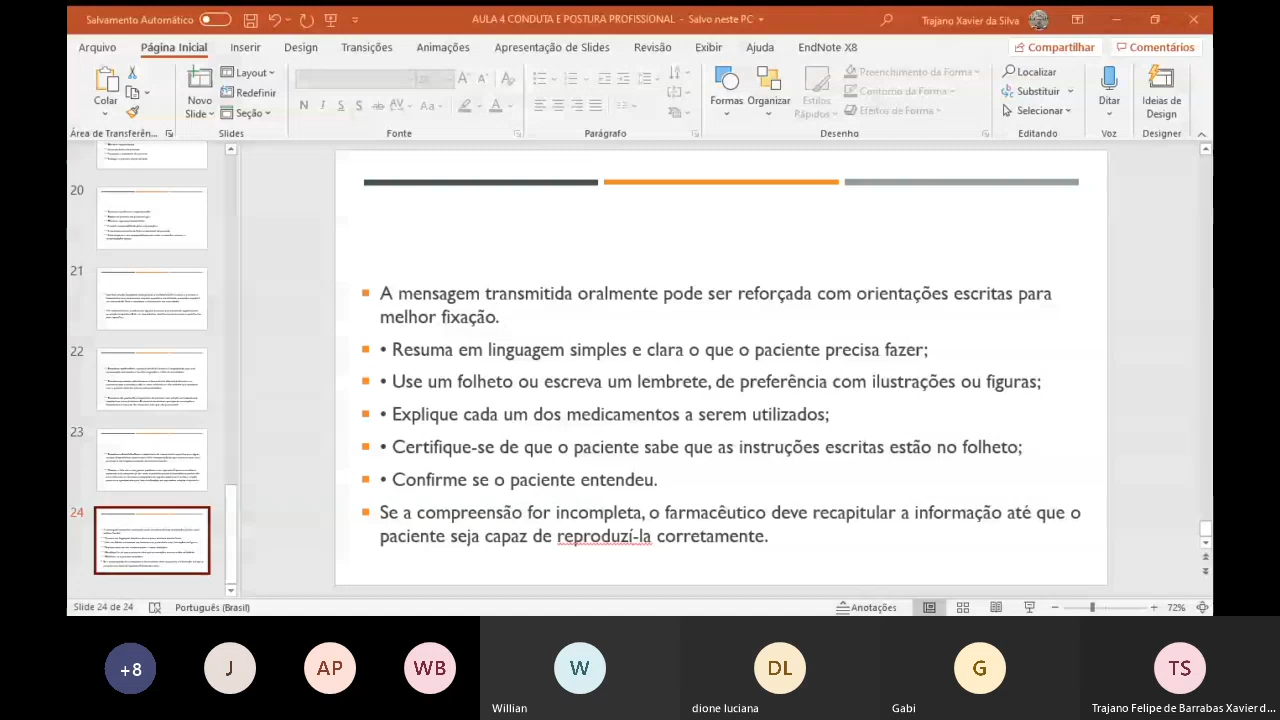 Salvamento Automático
AULA 4 CONDUTA E POSTURA PROFISSIONAL - Salvo neste PC
Trajano Xavier da Silva
Arquivo Página Inicial Inserir Design Transições Animações Apresentação de Slides Revisão Exibir Ajuda EndNote X8 Compartilhar Comentários
Colar
Novo Slide
Layout
Redefinir
Seção
N I S S ab AV Aa A
Formas
Organizar
Estilos Rápidos
Preenchimento da Forma
Contorno da Forma
Efeitos de Forma
Localizar
Substituir
Selecionar
Ditar
Ideias de Design
Área de Transferên... Slides Fonte Parágrafo Desenho Editando Voz Designer
20
21
22
23
24
A mensagem transmitida oralmente pode ser reforçada com orientações escritas para
melhor fixação.
• Resuma em linguagem simples e clara o que o paciente precisa fazer;
• Use um folheto ou escreva um lembrete, de preferência com ilustrações ou figuras;
• Explique cada um dos medicamentos a serem utilizados;
• Certifique-se de que o paciente sabe que as instruções escritas estão no folheto;
• Confirme se o paciente entendeu.
Se a compreensão for incompleta, o farmacêutico deve recapitular a informação até que o
paciente seja capaz de reproduzí-la corretamente.
Slide 24 de 24 Português (Brasil) Anotações 72%
+8 J AP WB W DL G TS
Willian dione luciana Gabi Trajano Felipe de Barrabas Xavier d...